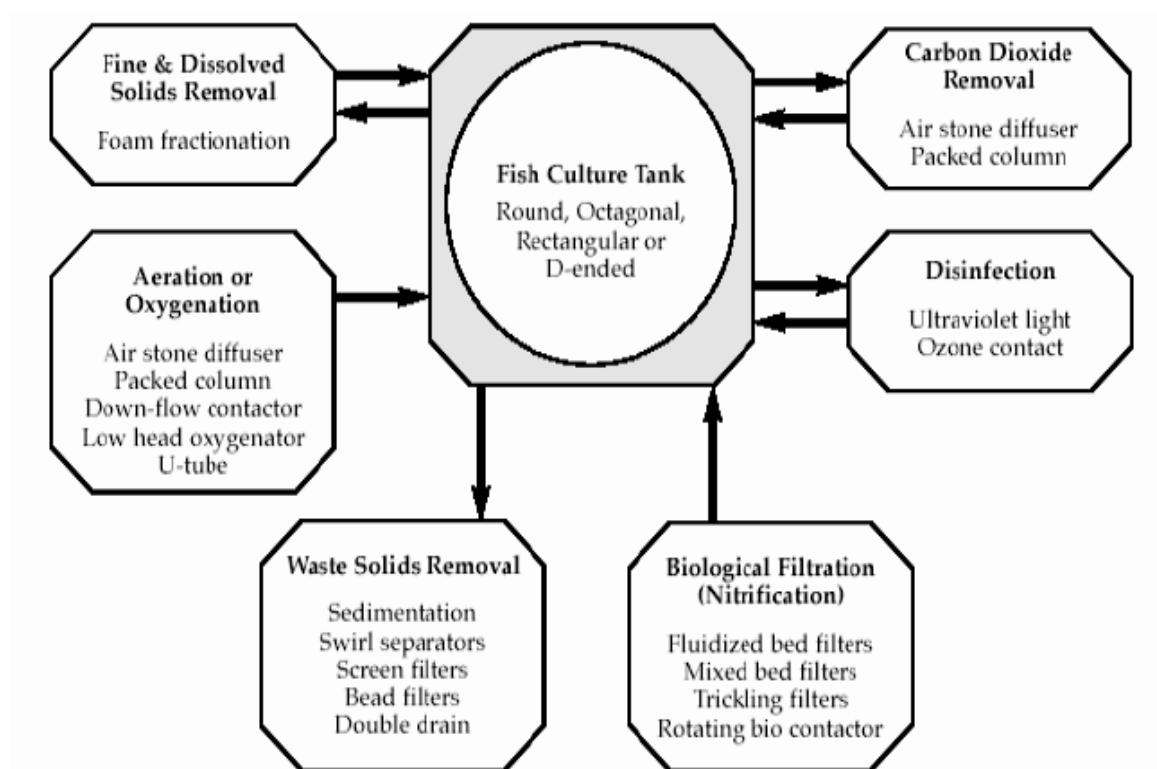 Fine & Dissolved
Solids Removal
Foam fractionation
Carbon Dioxide
Removal
Air stone diffuser
Packed column
Fish Culture Tank
Round, Octagonal,
Rectangular or
D-ended
Aeration or
Oxygenation
Air stone diffuser
Packed column
Down-flow contactor
Low head oxygenator
U-tube
Disinfection
Ultraviolet light
Ozone contact
Waste Solids Removal
Sedimentation
Swirl separators
Screen filters
Bead filters
Double drain
Biological Filtration
(Nitrification)
Fluidized bed filters
Mixed bed filters
Trickling filters
Rotating bio contactor